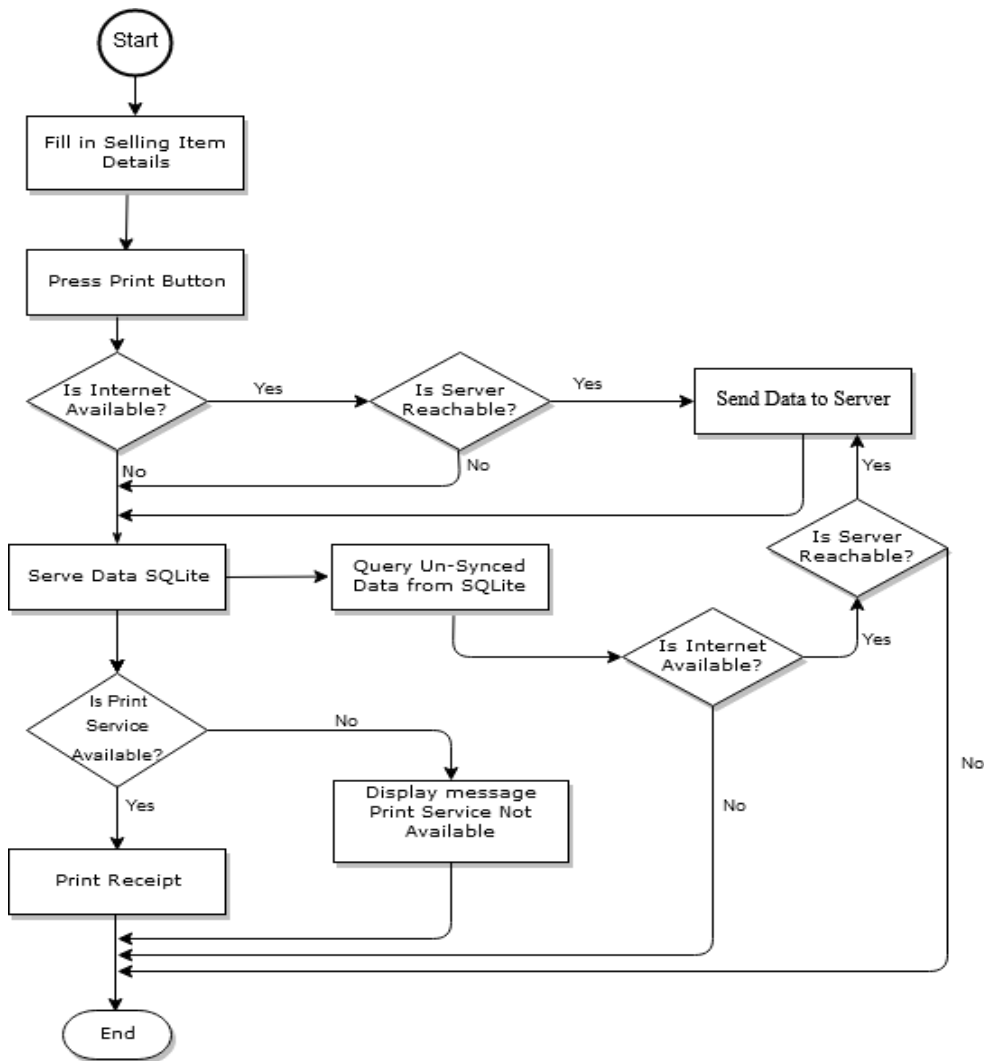 Start
Fill in Selling Item
Details
Press Print Button
Is Internet
Available?
Yes
Is Server
Reachable?
Yes
Send Data to Server
No
No
Yes
Is Server
Reachable?
Serve Data SQLite
Query Un-Synced
Data from SQLite
Is Internet
Available?
Yes
Is Print
Service
Available?
No
No
Yes
Display message
Print Service Not
Available
No
Print Receipt
End